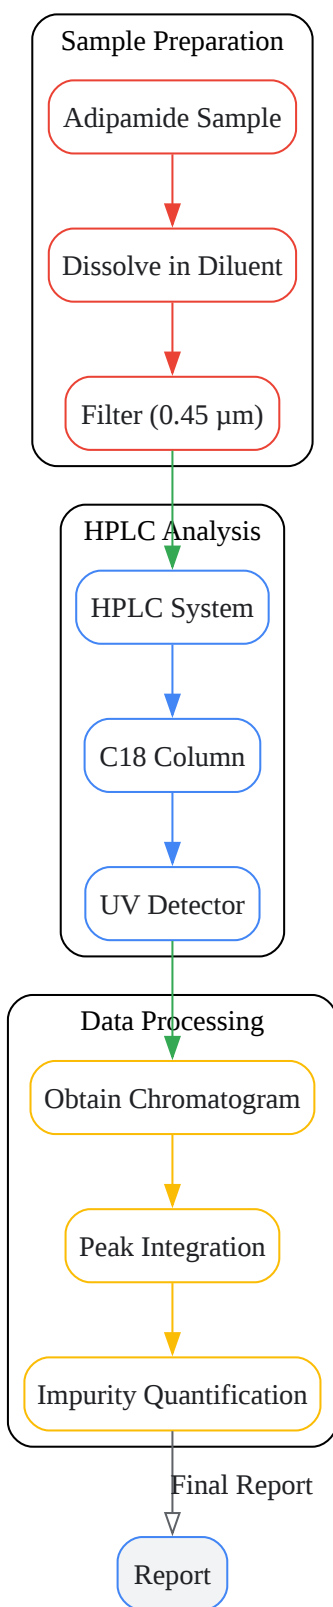 Sample Preparation
Adipamide Sample
Dissolve in Diluent
Filter (0.45 µm)
HPLC Analysis
HPLC System
C18 Column
UV Detector
Data Processing
Obtain Chromatogram
Peak Integration
Impurity Quantification
Final Report
Report